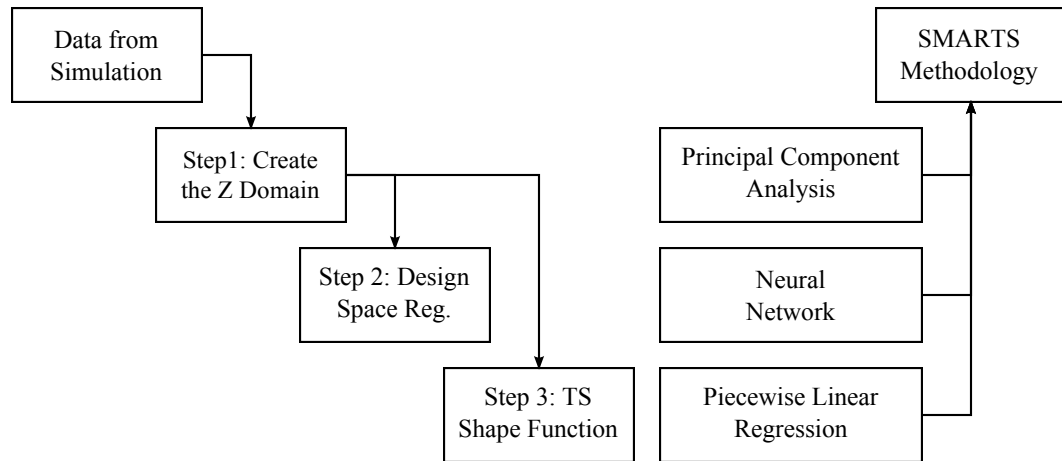 Data from
Simulation
SMARTS
Methodology
Step1: Create
the Z Domain
Principal Component
Analysis
Step 2: Design
Space Reg.
Neural
Network
Step 3: TS
Shape Function
Piecewise Linear
Regression